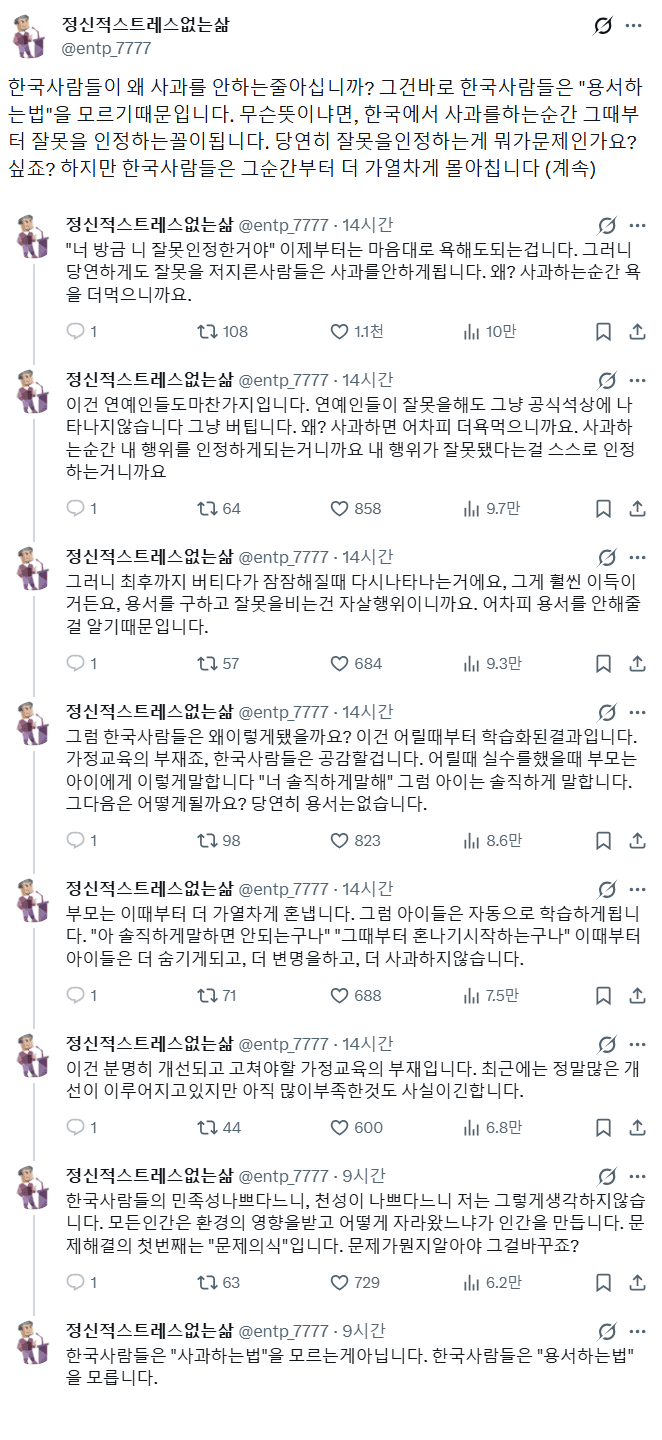 정신적스트레스없는삶
@entp_7777
한국사람들이 왜 사과를 안하는줄아십니까? 그건바로 한국사람들은 "용서하
는법"을 모르기때문입니다. 무슨뜻이냐면, 한국에서 사과를하는순간 그때부
터 잘못을 인정하는꼴이됩니다. 당연히 잘못을인정하는게 뭐가문제인가요?
싶죠? 하지만 한국사람들은 그순간부터 더 가열차게 몰아칩니다 (계속)
정신적스트레스없는삶 @entp_7777 · 14시간
"너 방금 니 잘못인정한거야" 이제부터는 마음대로 욕해도되는겁니다. 그러니
당연하게도 잘못을 저지른사람들은 사과를안하게됩니다. 왜? 사과하는순간 욕
을 더먹으니까요.
1 108 1.1천 10만
정신적스트레스없는삶 @entp_7777 · 14시간
이건 연예인들도마찬가지입니다. 연예인들이 잘못을해도 그냥 공식석상에 나
타나지않습니다 그냥 버팁니다. 왜? 사과하면 어차피 더욕먹으니까요. 사과하
는순간 내 행위를 인정하게되는거니까요 내 행위가 잘못됐다는걸 스스로 인정
하는거니까요
1 64 858 9.7만
정신적스트레스없는삶 @entp_7777 · 14시간
그러니 최후까지 버티다가 잠잠해질때 다시나타나는거에요, 그게 훨씬 이득이
거든요, 용서를 구하고 잘못을비는건 자살행위이니까요. 어차피 용서를 안해줄
걸 알기때문입니다.
1 57 684 9.3만
정신적스트레스없는삶 @entp_7777 · 14시간
그럼 한국사람들은 왜이렇게됐을까요? 이건 어릴때부터 학습화된결과입니다.
가정교육의 부재죠, 한국사람들은 공감할겁니다. 어릴때 실수를했을때 부모는
아이에게 이렇게말합니다 "너 솔직하게말해" 그럼 아이는 솔직하게 말합니다.
그다음은 어떻게될까요? 당연히 용서는없습니다.
1 98 823 8.6만
정신적스트레스없는삶 @entp_7777 · 14시간
부모는 이때부터 더 가열차게 혼냅니다. 그럼 아이들은 자동으로 학습하게됩니
다. "아 솔직하게말하면 안되는구나" "그때부터 혼나기시작하는구나" 이때부터
아이들은 더 숨기게되고, 더 변명을하고, 더 사과하지않습니다.
1 71 688 7.5만
정신적스트레스없는삶 @entp_7777 · 14시간
이건 분명히 개선되고 고쳐야할 가정교육의 부재입니다. 최근에는 정말많은 개
선이 이루어지고있지만 아직 많이부족한것도 사실이긴합니다.
1 44 600 6.8만
정신적스트레스없는삶 @entp_7777 · 9시간
한국사람들의 민족성나쁘다느니, 천성이 나쁘다느니 저는 그렇게생각하지않습
니다. 모든인간은 환경의 영향을받고 어떻게 자라왔느냐가 인간을 만듭니다. 문
제해결의 첫번째는 "문제의식"입니다. 문제가뭔지알아야 그걸바꾸죠?
1 63 729 6.2만
정신적스트레스없는삶 @entp_7777 · 9시간
한국사람들은 "사과하는법"을 모르는게아닙니다. 한국사람들은 "용서하는법"
을 모릅니다.